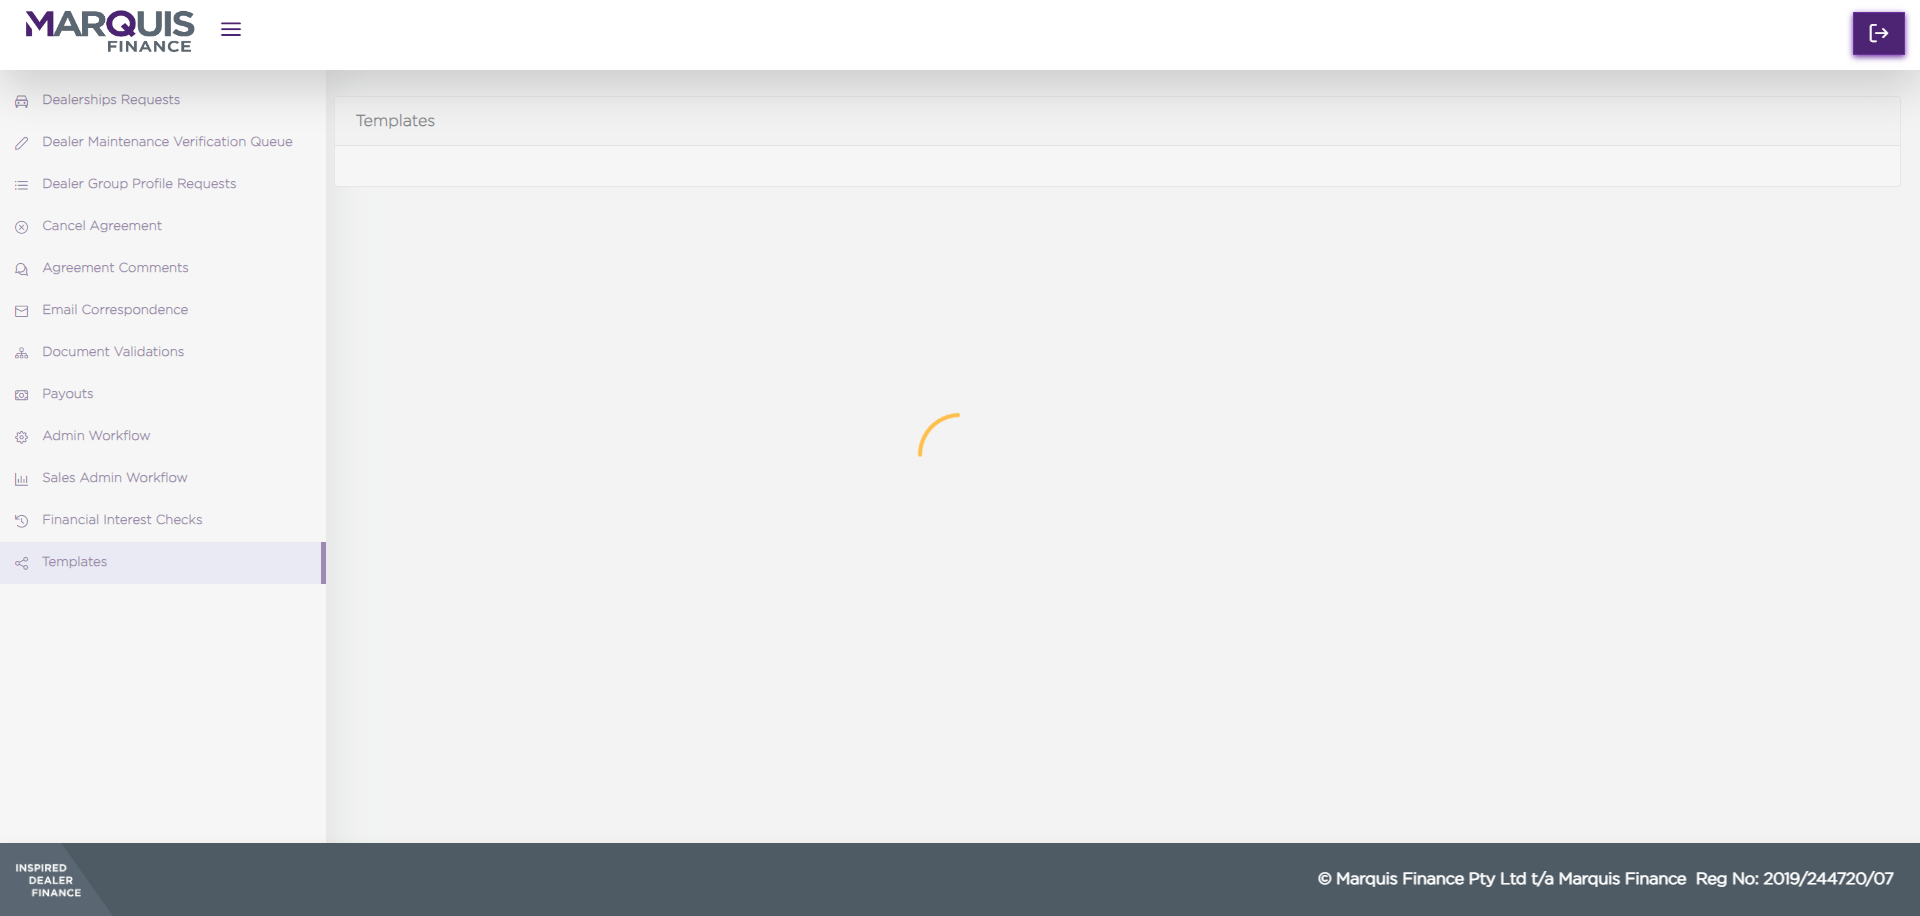 MARQUIS
FINANCE
Dealerships Requests
Dealer Maintenance Verification Queue
Dealer Group Profile Requests
Cancel Agreement
Agreement Comments
Email Correspondence
Document Validations
Payouts
Admin Workflow
Sales Admin Workflow
Financial Interest Checks
Templates
Templates
INSPIRED
DEALER
FINANCE
© Marquis Finance Pty Ltd t/a Marquis Finance Reg No: 2019/244720/07